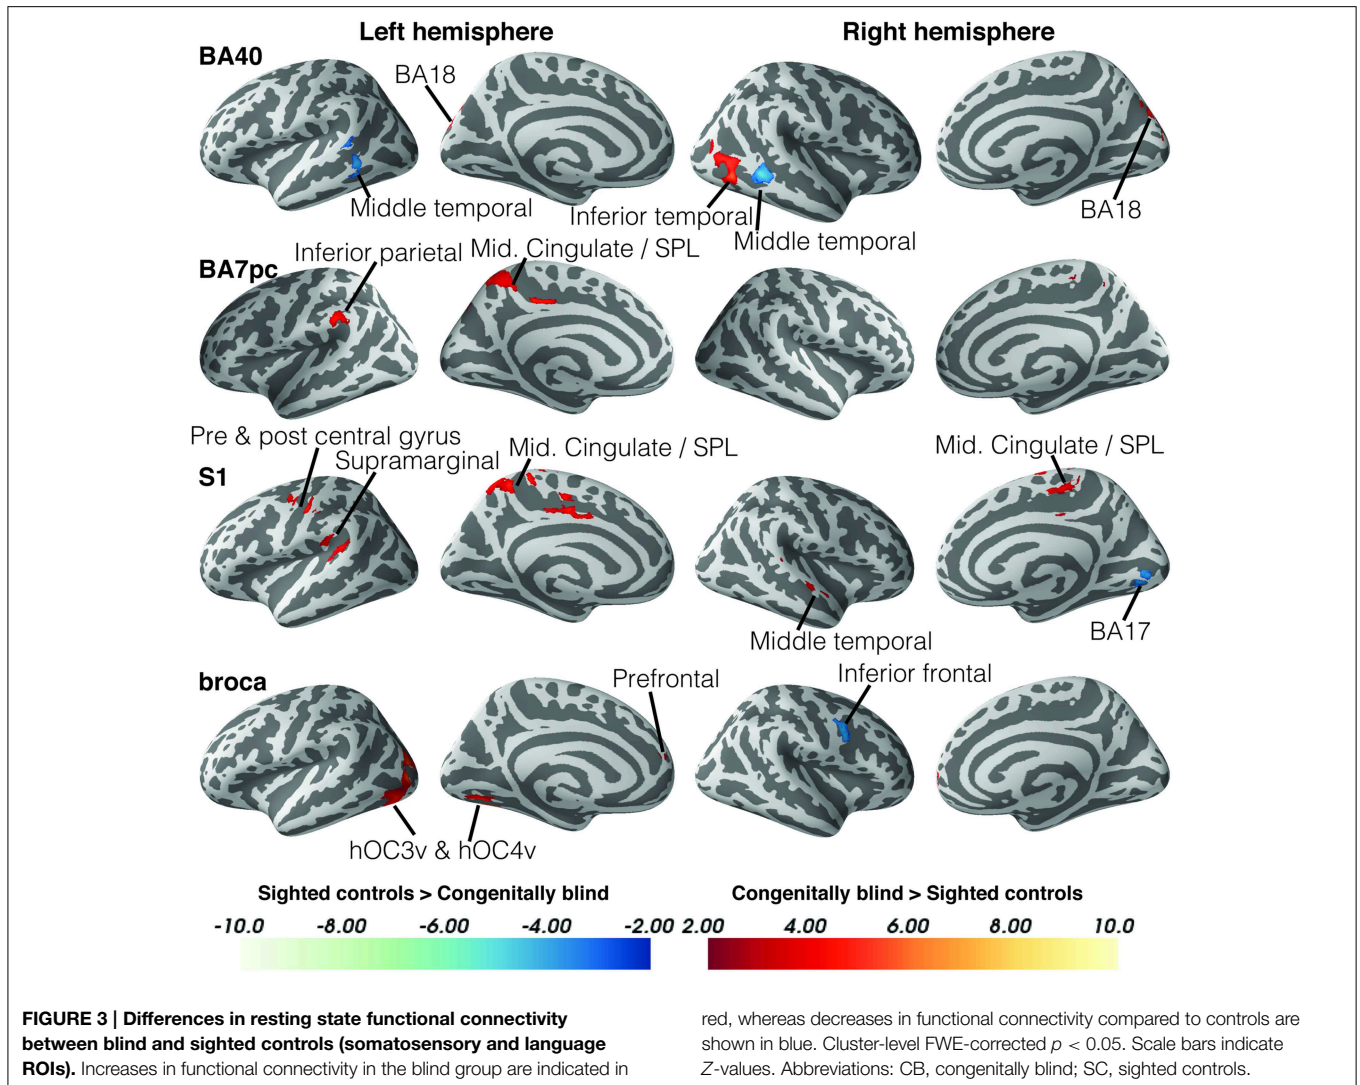 Left hemisphere
Right hemisphere
BA40
BA18
Middle temporal
Inferior temporal
Middle temporal
BA18
BA7pc
Inferior parietal
Mid. Cingulate / SPL
S1
Pre & post central gyrus
Supramarginal
Mid. Cingulate / SPL
Mid. Cingulate / SPL
Middle temporal
BA17
broca
Prefrontal
Inferior frontal
hOC3v & hOC4v
Sighted controls > Congenitally blind
-10.0 -8.00 -6.00 -4.00 -2.00
Congenitally blind > Sighted controls
2.00 4.00 6.00 8.00 10.0
FIGURE 3 | Differences in resting state functional connectivity
between blind and sighted controls (somatosensory and language
ROIs). Increases in functional connectivity in the blind group are indicated in
red, whereas decreases in functional connectivity compared to controls are
shown in blue. Cluster-level FWE-corrected p < 0.05. Scale bars indicate
Z-values. Abbreviations: CB, congenitally blind; SC, sighted controls.